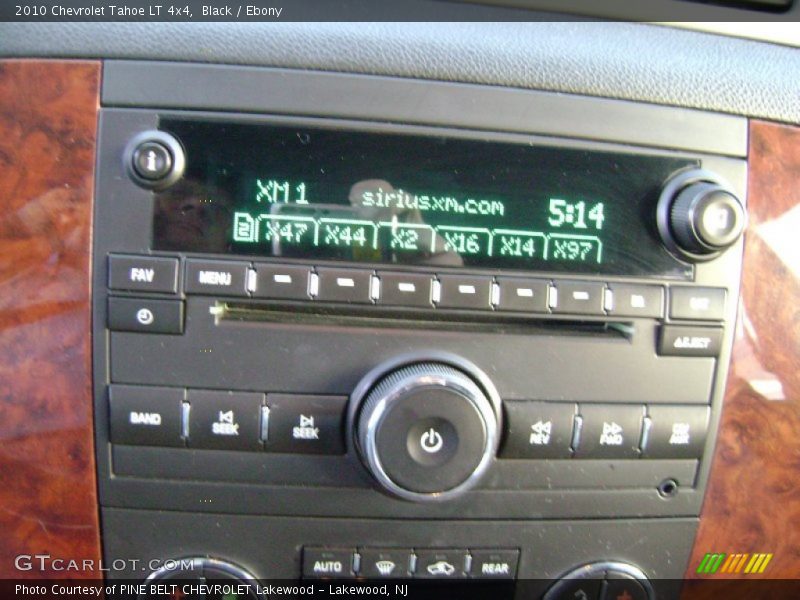 2010 Chevrolet Tahoe LT 4x4, Black / Ebony
XM1 siriusxm.com 5:14
2 X47 X44 X2 X16 X14 X97
FAV MENU
EJECT
BAND SEEK SEEK REV FWD
AUTO REAR
GTcarlot.com
Photo Courtesy of PINE BELT CHEVROLET Lakewood - Lakewood, NJ